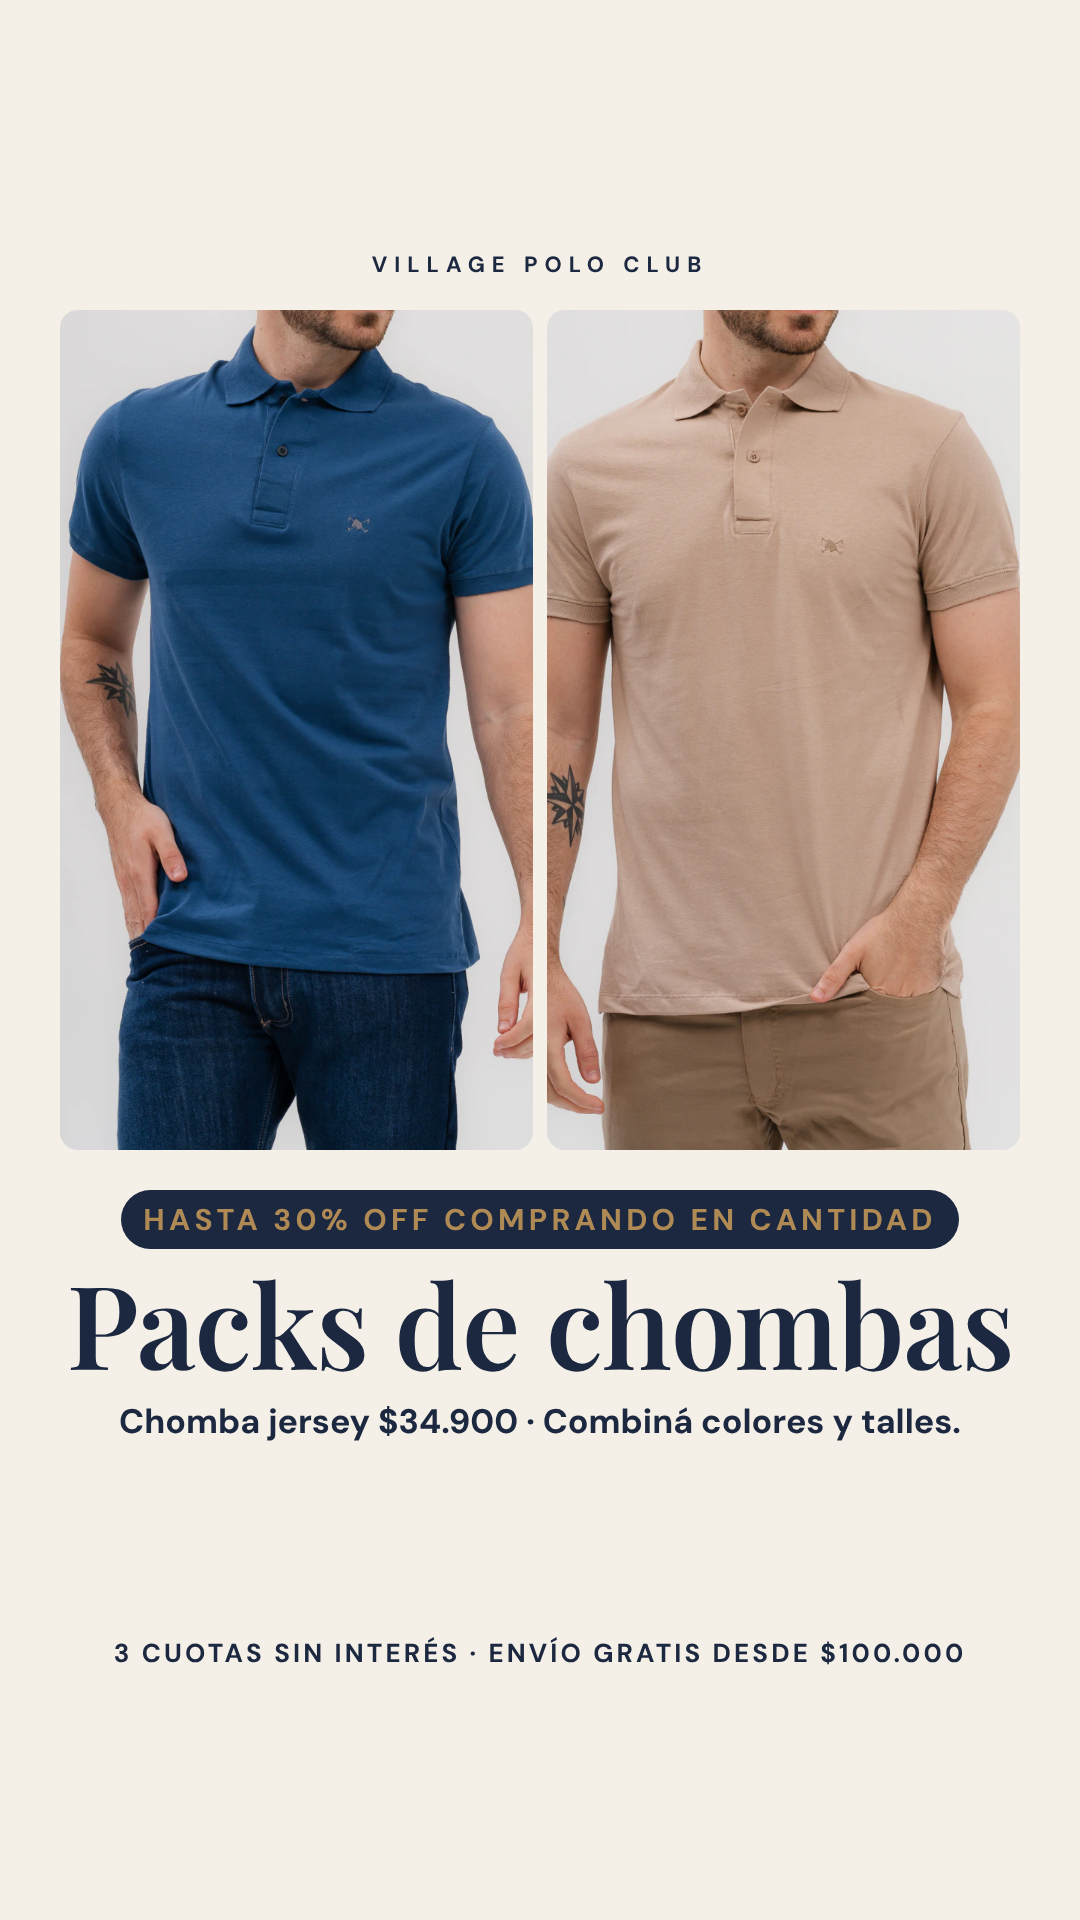 VILLAGE POLO CLUB
HASTA 30% OFF COMPRANDO EN CANTIDAD
Packs de chombas
Chomba jersey $34.900 · Combiná colores y talles.
3 CUOTAS SIN INTERÉS · ENVÍO GRATIS DESDE $100.000